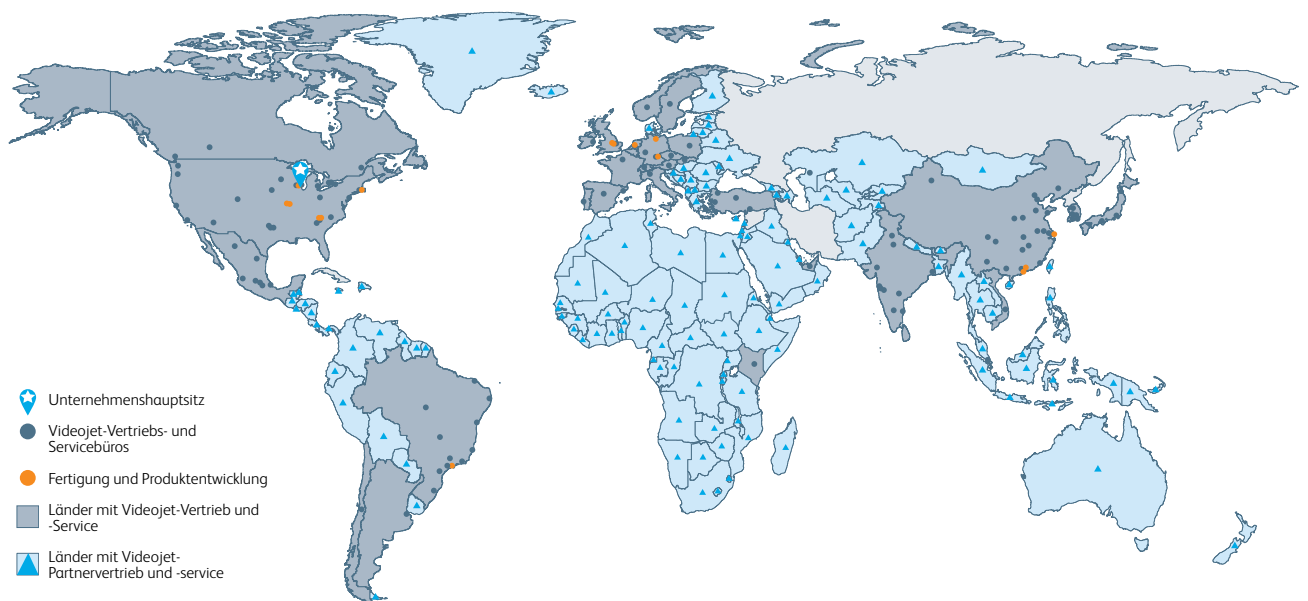 Unternehmenshauptsitz
Videojet-Vertriebs- und
Servicebüros
Fertigung und Produktentwicklung
Länder mit Videojet-Vertrieb und
-Service
Länder mit Videojet-
Partnervertrieb und -service